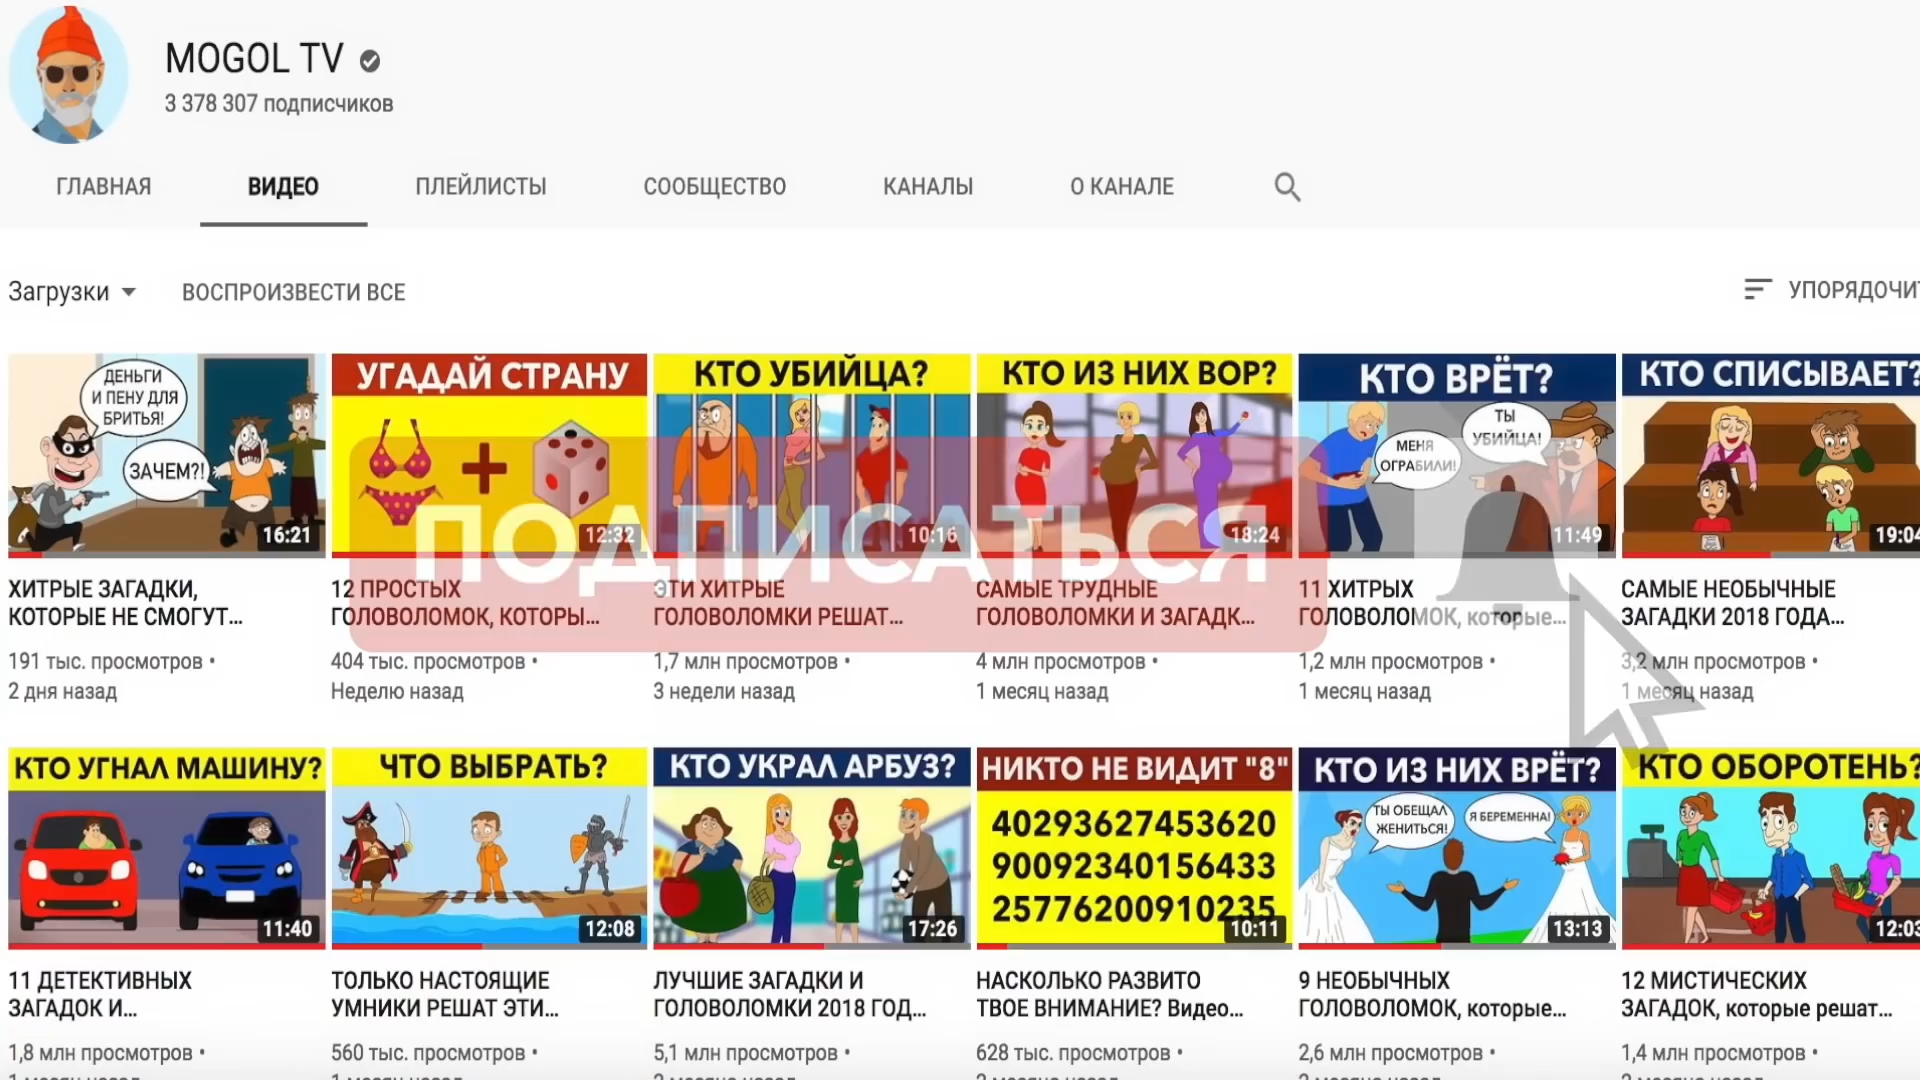 MOGOL TV
3 378 307 подписчиков
ГЛАВНАЯ ВИДЕО ПЛЕЙЛИСТЫ СООБЩЕСТВО КАНАЛЫ О КАНАЛЕ
Загрузки ВОСПРОИЗВЕСТИ ВСЕ
УПОРЯДОЧИТ
ДЕНЬГИ
И ПЕНУ ДЛЯ
БРИТЬЯ!
ЗАЧЕМ?!
16:21
УГАДАЙ СТРАНУ
+
12:32
КТО УБИЙЦА?
10:16
КТО ИЗ НИХ ВОР?
18:24
КТО ВРЁТ?
МЕНЯ
ОГРАБИЛИ!
ТЫ
УБИЙЦА!
11:49
КТО СПИСЫВАЕТ?
19:04
ПОДПИСАТЬСЯ
ХИТРЫЕ ЗАГАДКИ,
КОТОРЫЕ НЕ СМОГУТ...
191 тыс. просмотров •
2 дня назад
12 ПРОСТЫХ
ГОЛОВОЛОМОК, КОТОРЫ...
404 тыс. просмотров •
Неделю назад
ЭТИ ХИТРЫЕ
ГОЛОВОЛОМКИ РЕШАТ...
1,7 млн просмотров •
3 недели назад
САМЫЕ ТРУДНЫЕ
ГОЛОВОЛОМКИ И ЗАГАДК...
4 млн просмотров •
1 месяц назад
11 ХИТРЫХ
ГОЛОВОЛОМОК, которые...
1,2 млн просмотров •
1 месяц назад
САМЫЕ НЕОБЫЧНЫЕ
ЗАГАДКИ 2018 ГОДА...
3,2 млн просмотров •
1 месяц назад
КТО УГНАЛ МАШИНУ?
11:40
ЧТО ВЫБРАТЬ?
12:08
КТО УКРАЛ АРБУЗ?
17:26
НИКТО НЕ ВИДИТ "8"
40293627453620
90092340156433
25776200910235
10:11
КТО ИЗ НИХ ВРЁТ?
ТЫ ОБЕЩАЛ
ЖЕНИТЬСЯ!
Я БЕРЕМЕННА!
13:13
КТО ОБОРОТЕНЬ?
12:03
11 ДЕТЕКТИВНЫХ
ЗАГАДОК И...
1,8 млн просмотров •
1 месяц назад
ТОЛЬКО НАСТОЯЩИЕ
УМНИКИ РЕШАТ ЭТИ...
560 тыс. просмотров •
1 месяц назад
ЛУЧШИЕ ЗАГАДКИ И
ГОЛОВОЛОМКИ 2018 ГОД...
5,1 млн просмотров •
НАСКОЛЬКО РАЗВИТО
ТВОЕ ВНИМАНИЕ? Видео...
628 тыс. просмотров •
9 НЕОБЫЧНЫХ
ГОЛОВОЛОМОК, которые...
2,6 млн просмотров •
12 МИСТИЧЕСКИХ
ЗАГАДОК, которые решат...
1,4 млн просмотров •